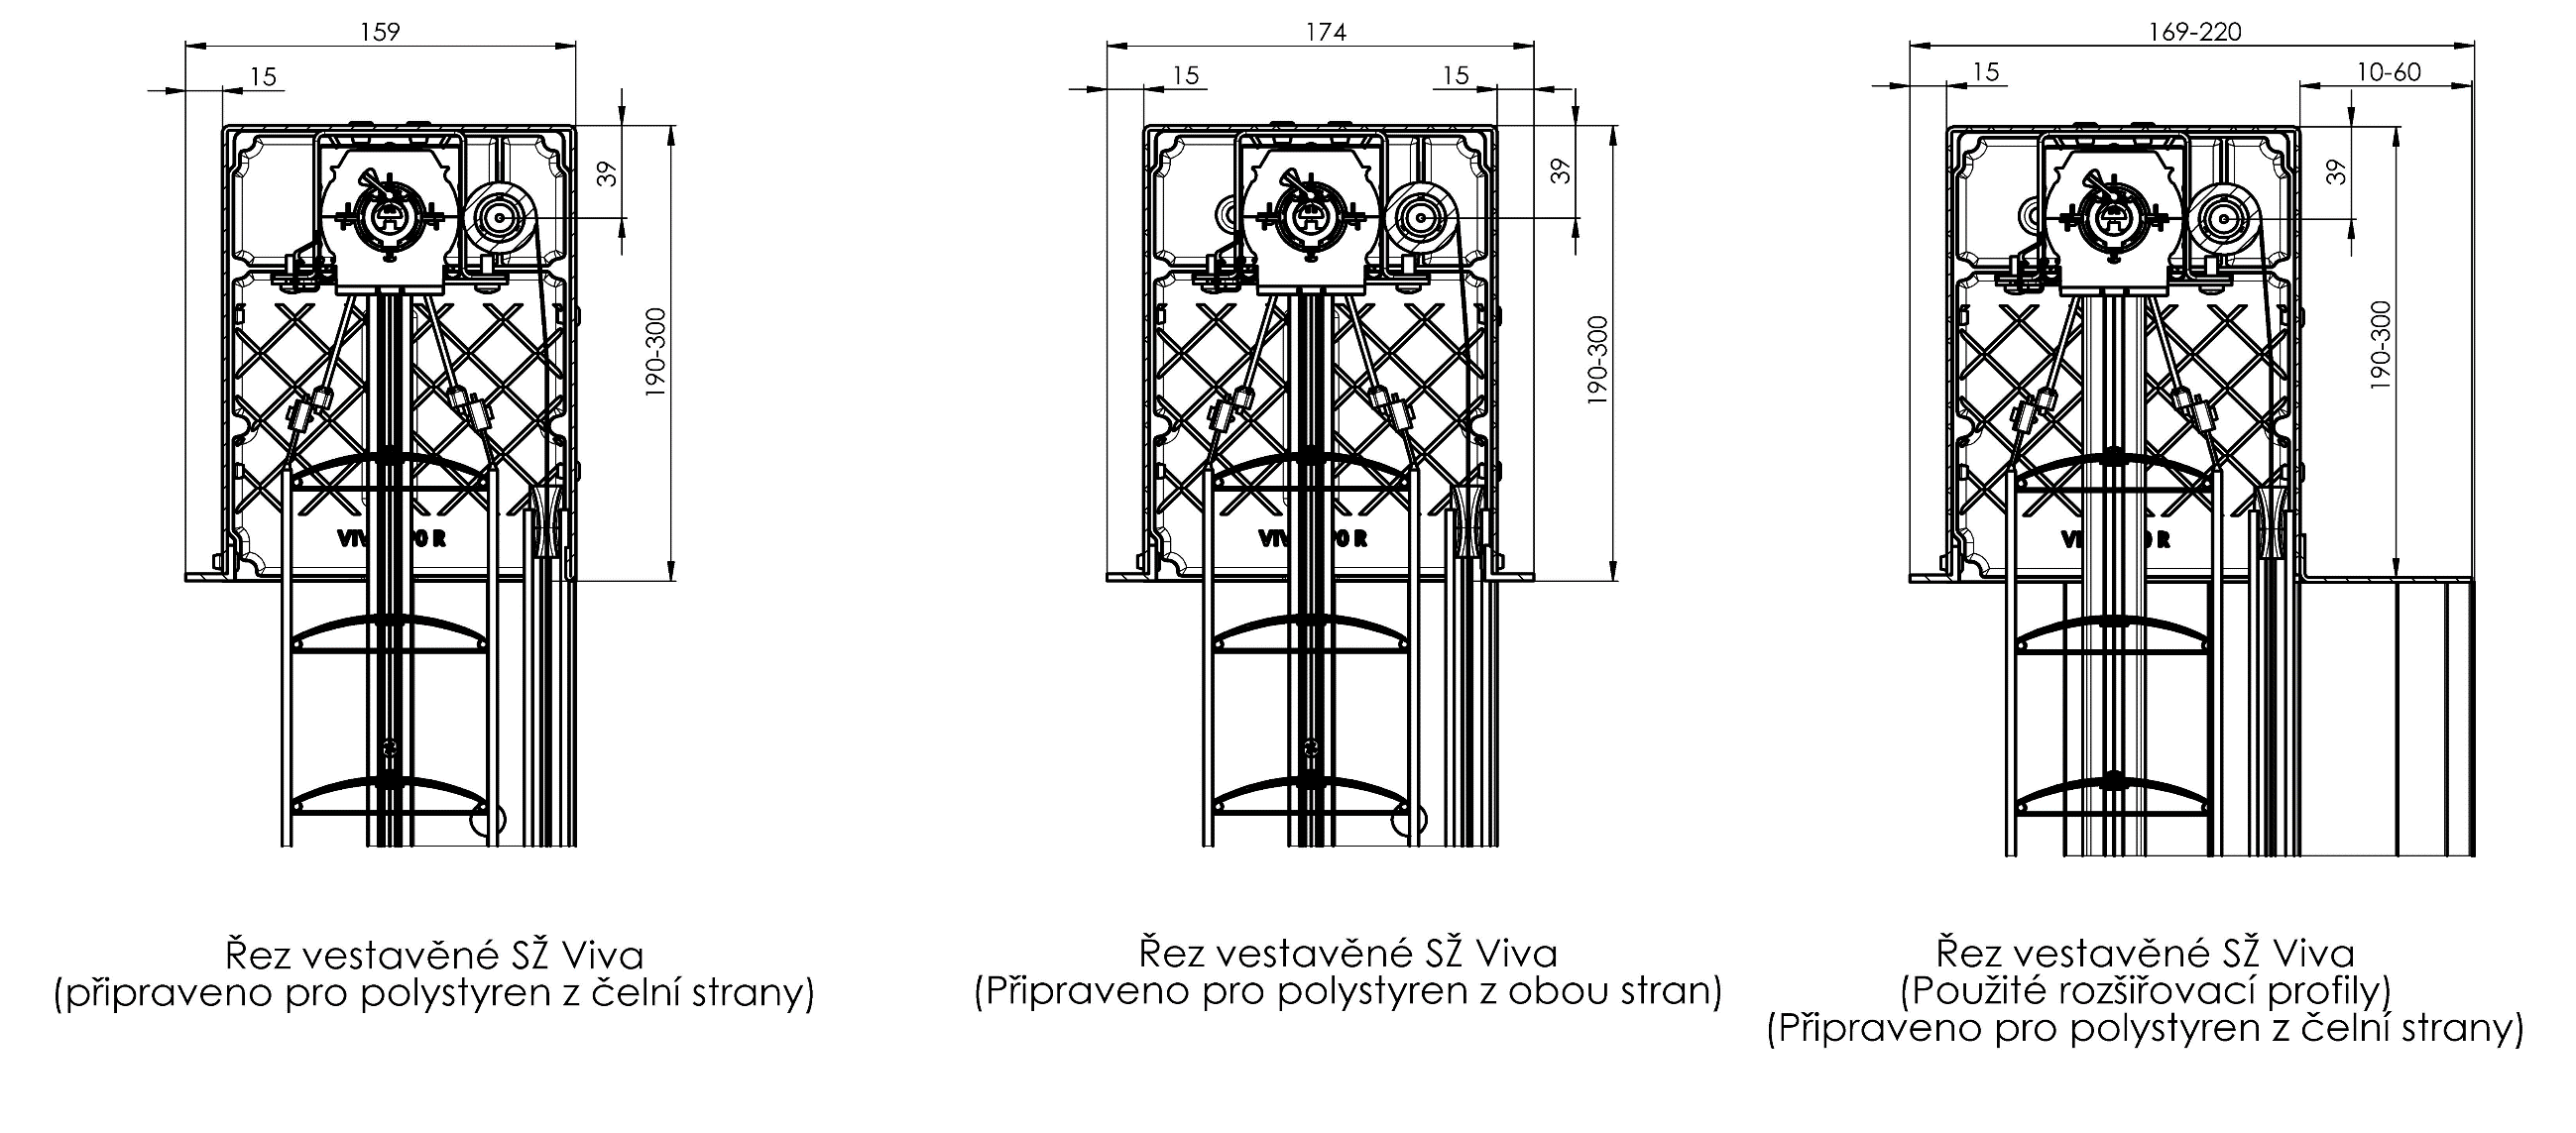 159
15
39
190-300
174
15
15
39
190-300
169-220
15
10-60
39
190-300
Řez vestavěné SŽ Viva
(připraveno pro polystyren z čelní strany)
Řez vestavěné SŽ Viva
(Připraveno pro polystyren z obou stran)
Řez vestavěné SŽ Viva
(Použité rozšiřovací profily)
(Připraveno pro polystyren z čelní strany)